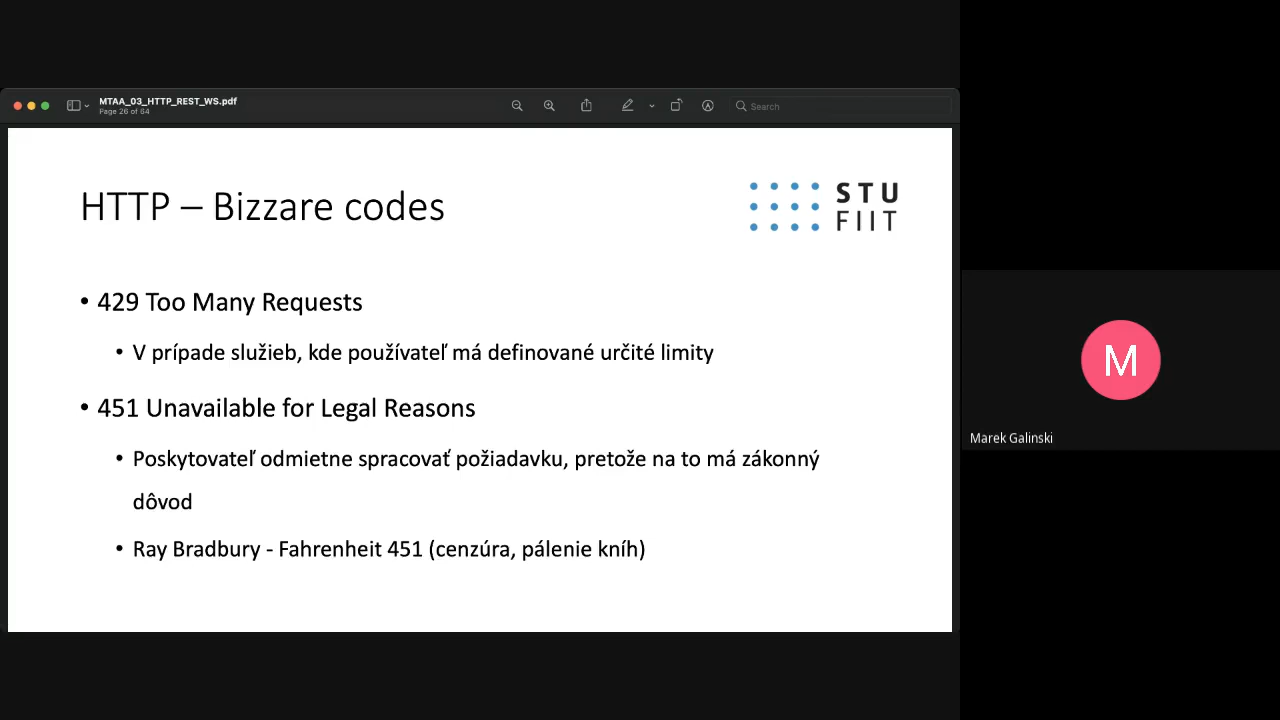 MTAA_03_HTTP_REST_WS.pdf
Page 26 of 64
Search
HTTP – Bizzare codes
STU
FIIT
• 429 Too Many Requests
• V prípade služieb, kde používateľ má definované určité limity
• 451 Unavailable for Legal Reasons
• Poskytovateľ odmietne spracovať požiadavku, pretože na to má zákonný
dôvod
• Ray Bradbury - Fahrenheit 451 (cenzúra, pálenie kníh)
M
Marek Galinski